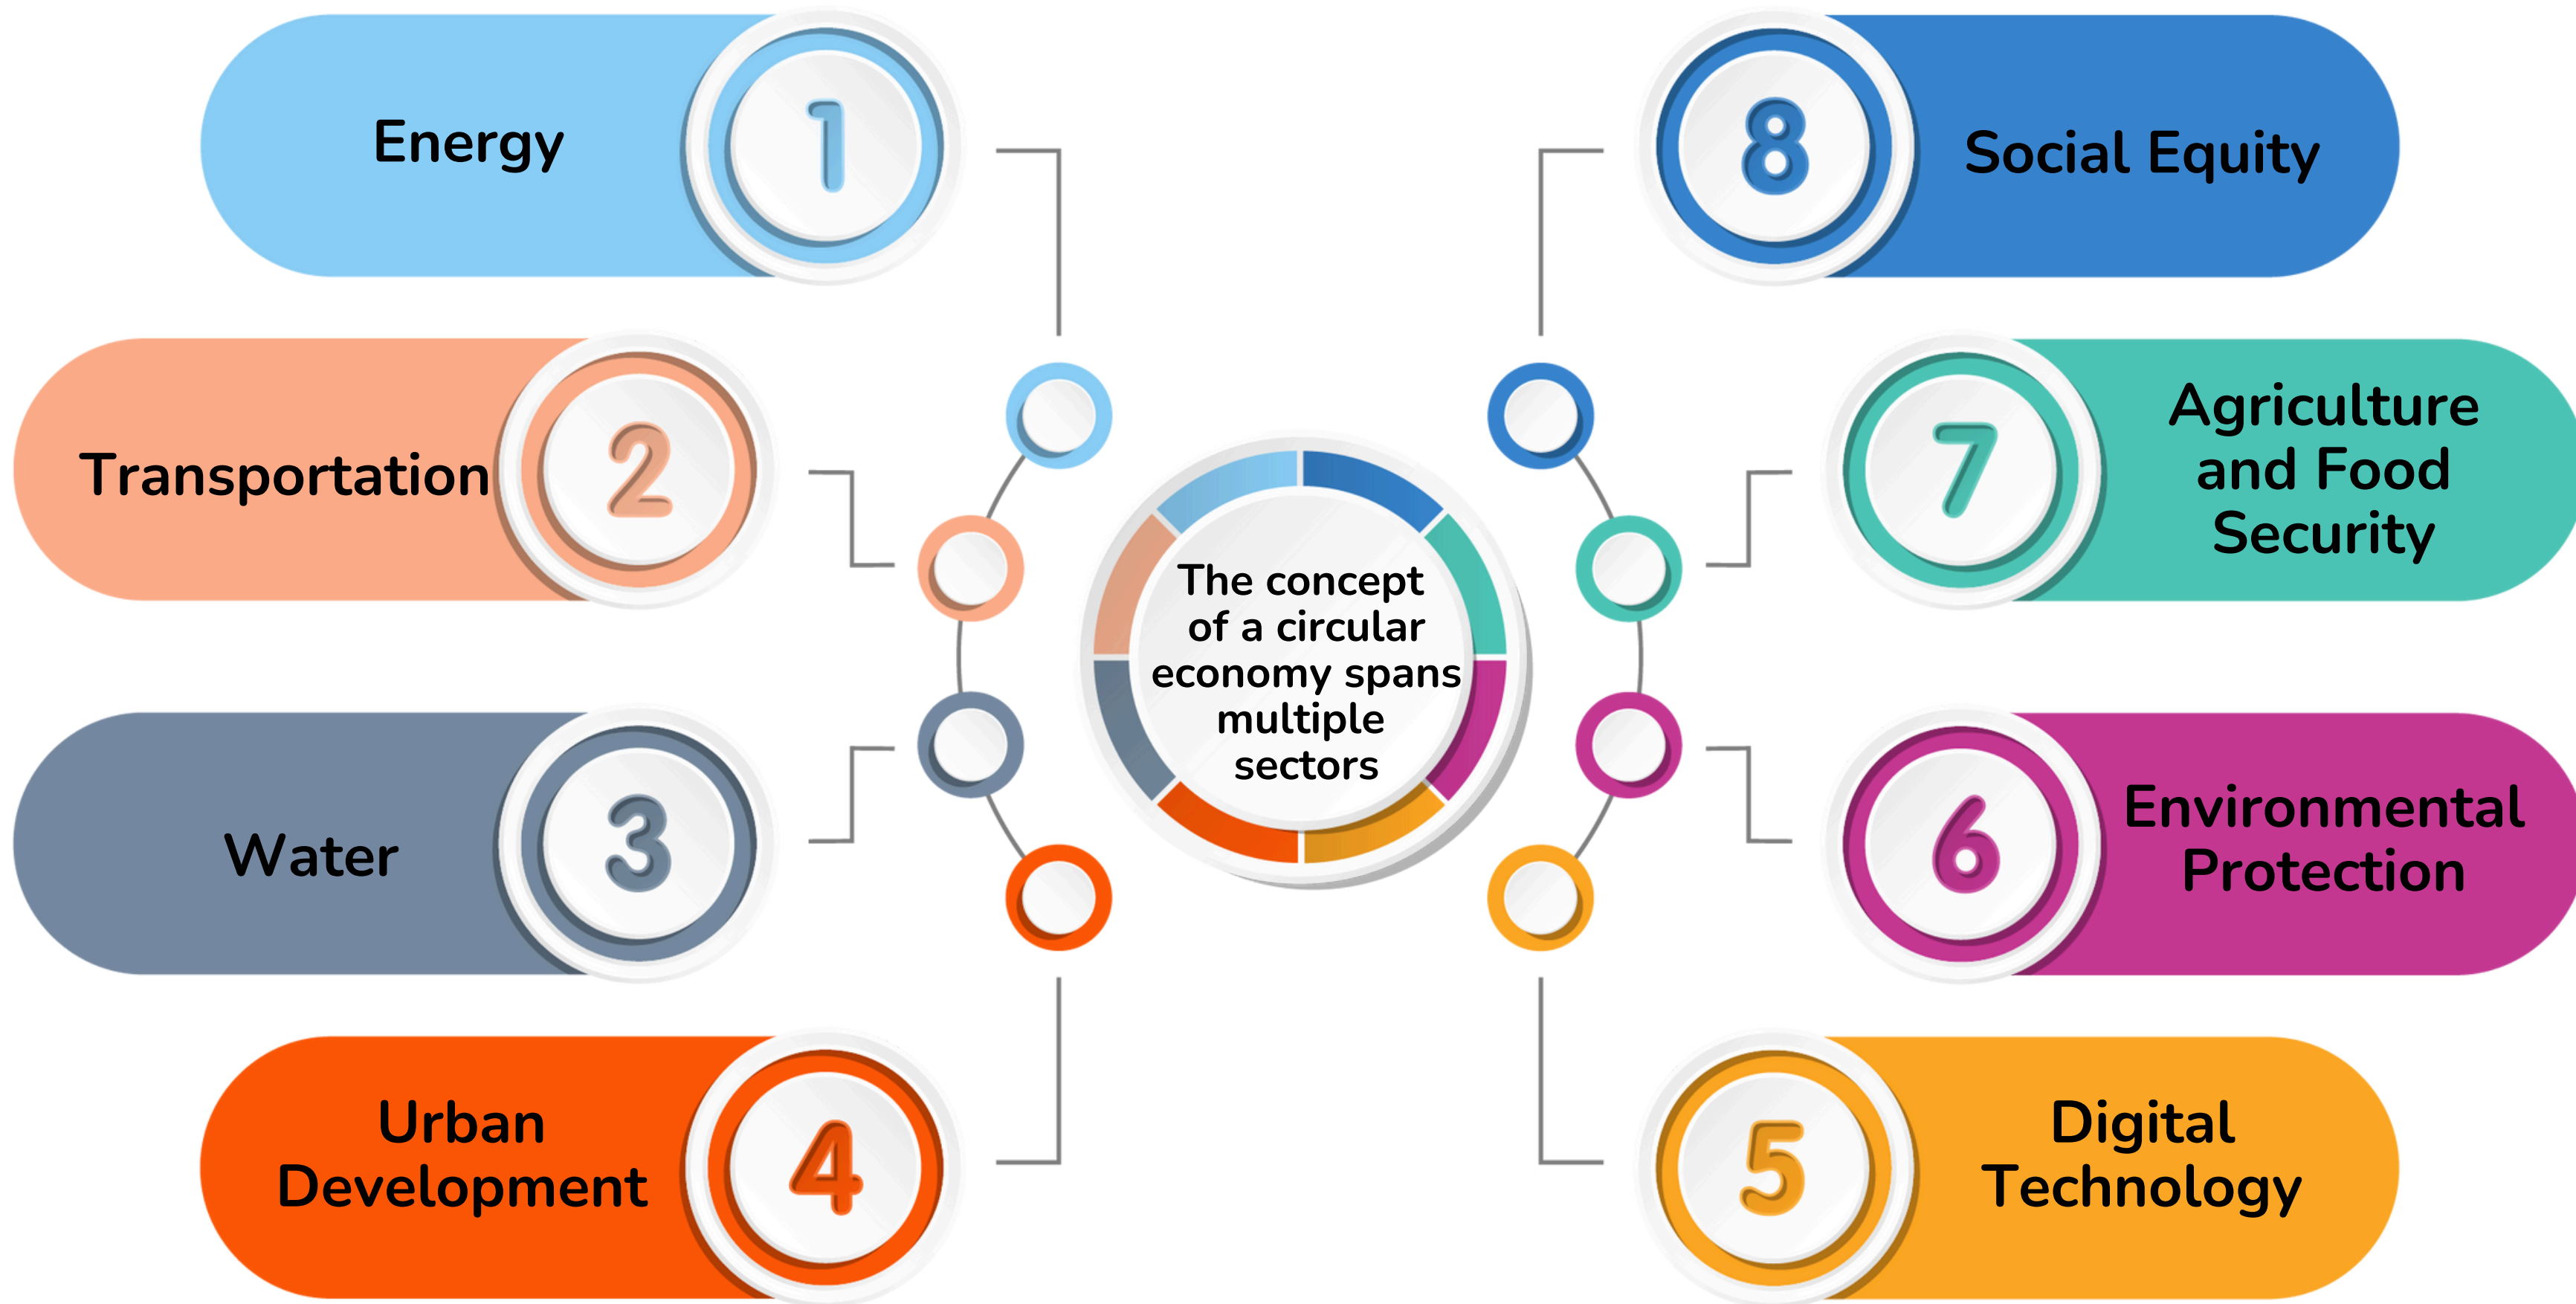 Energy
1
Transportation
2
Water
3
Urban
Development
4
The concept
of a circular
economy spans
multiple
sectors
8
Social Equity
7
Agriculture
and Food
Security
6
Environmental
Protection
5
Digital
Technology